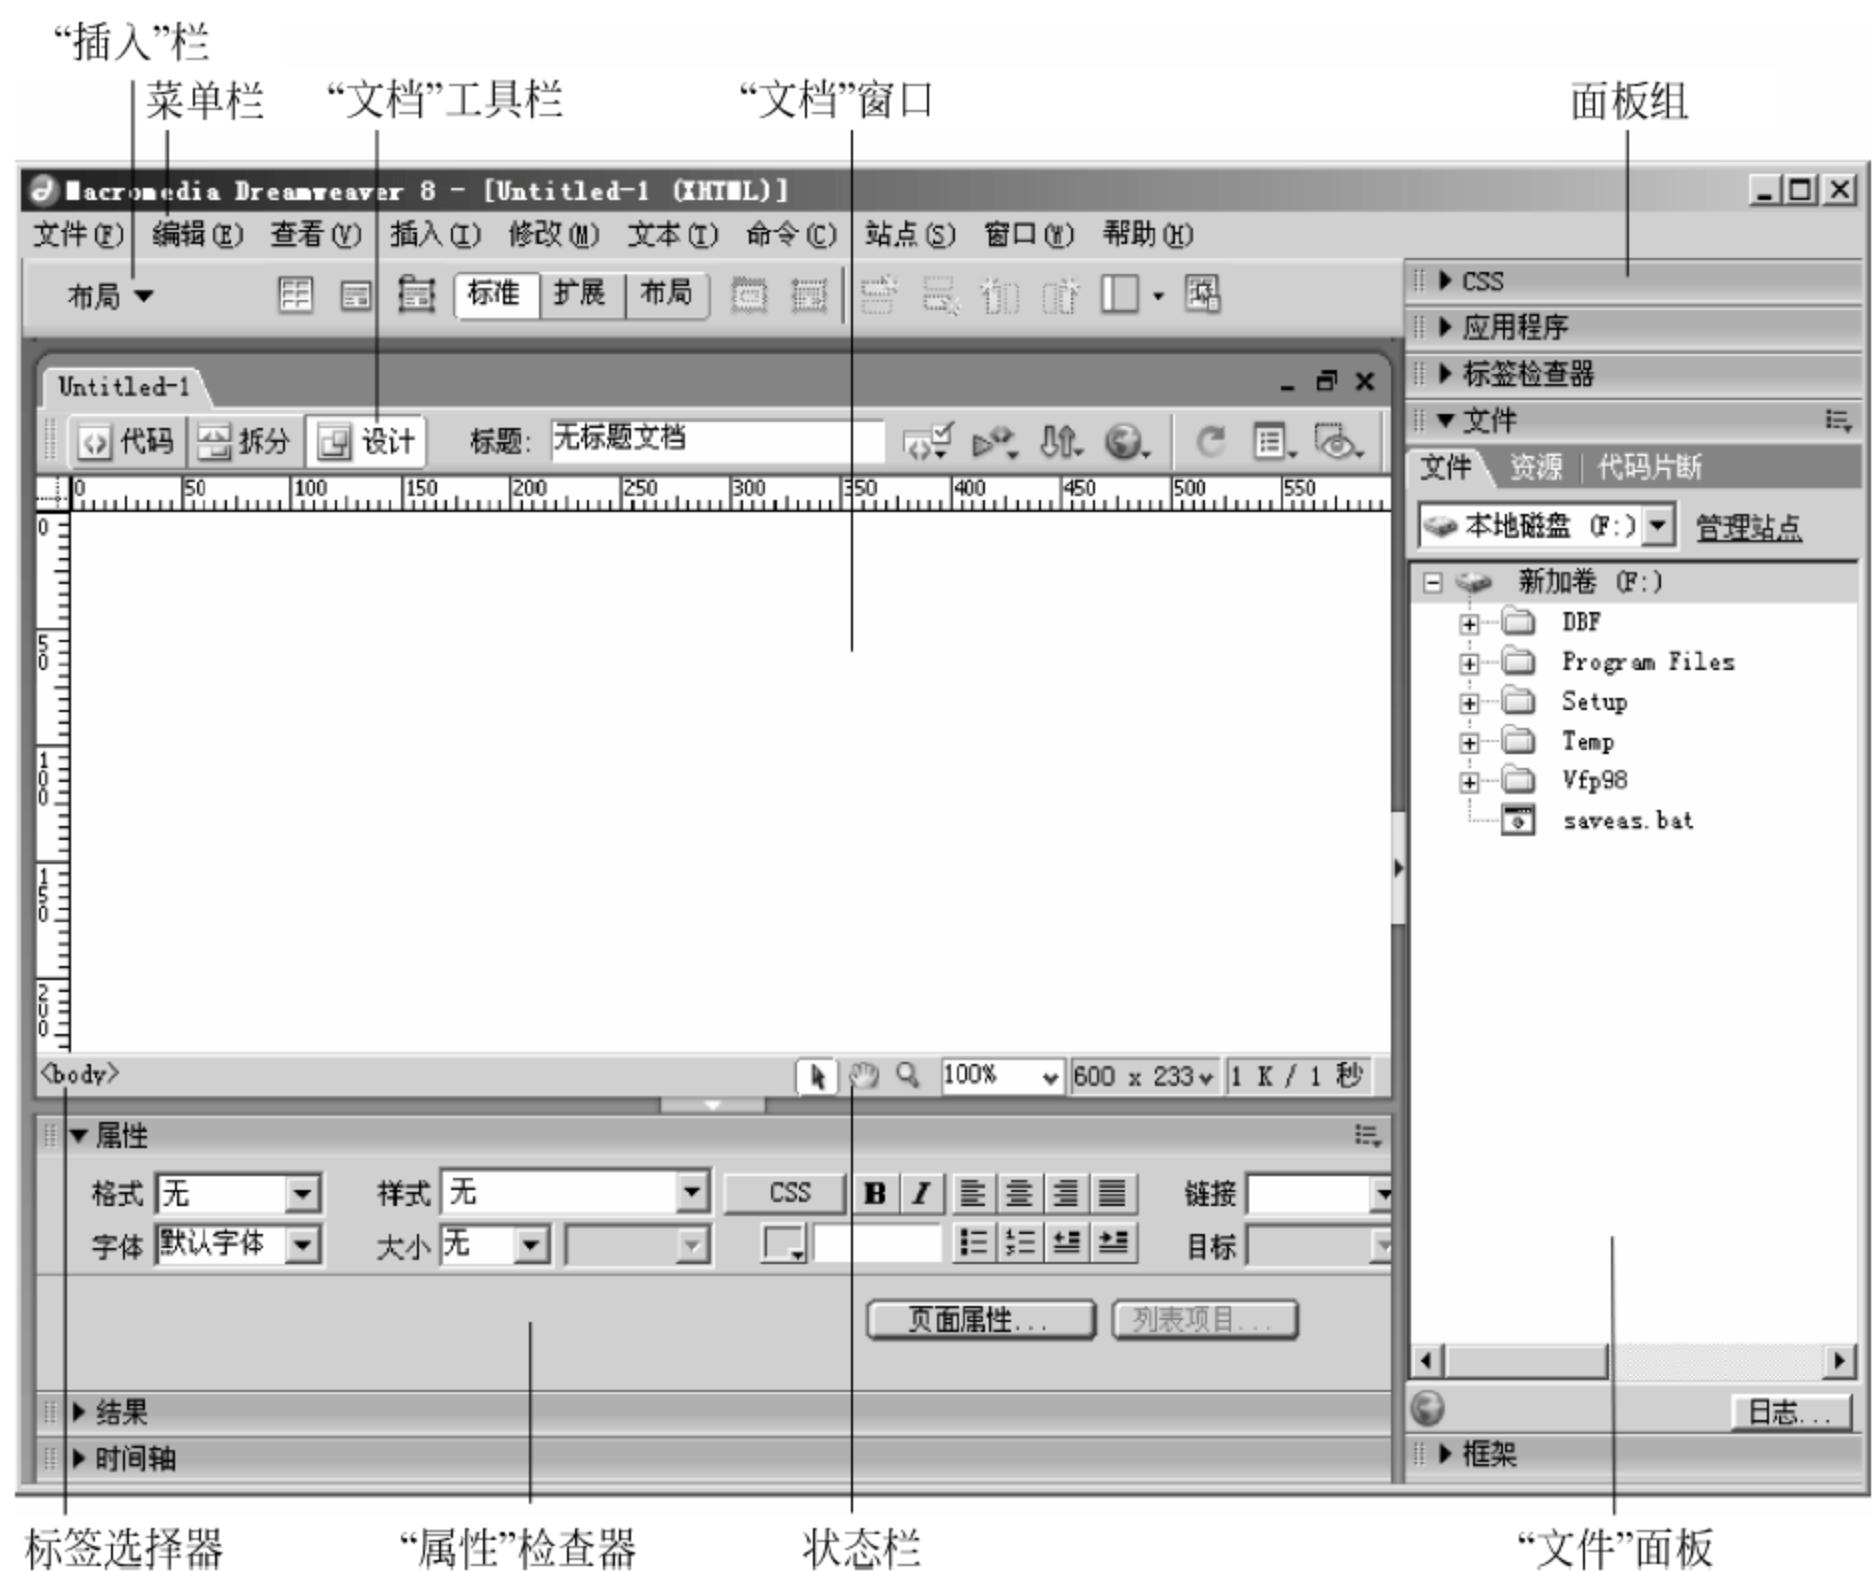 “插入”栏
菜单栏
“文档”工具栏
“文档”窗口
面板组
Macromedia Dreamweaver 8 - [Untitled-1 (XHTML)]
文件(F) 编辑(E) 查看(V) 插入(I) 修改(M) 文本(T) 命令(C) 站点(S) 窗口(W) 帮助(H)
布局 标准 扩展 布局
Untitled-1
代码 拆分 设计 标题: 无标题文档
0 50 100 150 200 250 300 350 400 450 500 550
0
50
100
150
200
<body> 100% 600 x 233 1 K / 1 秒
属性
格式 无 样式 无 CSS B I 链接
字体 默认字体 大小 无 目标
页面属性... 列表项目...
结果
时间轴
CSS
应用程序
标签检查器
文件
文件 资源 代码片断
本地磁盘 (F:) 管理站点
新加卷 (F:)
DBF
Program Files
Setup
Temp
Vfp98
saveas.bat
日志...
框架
标签选择器
“属性”检查器
状态栏
“文件”面板